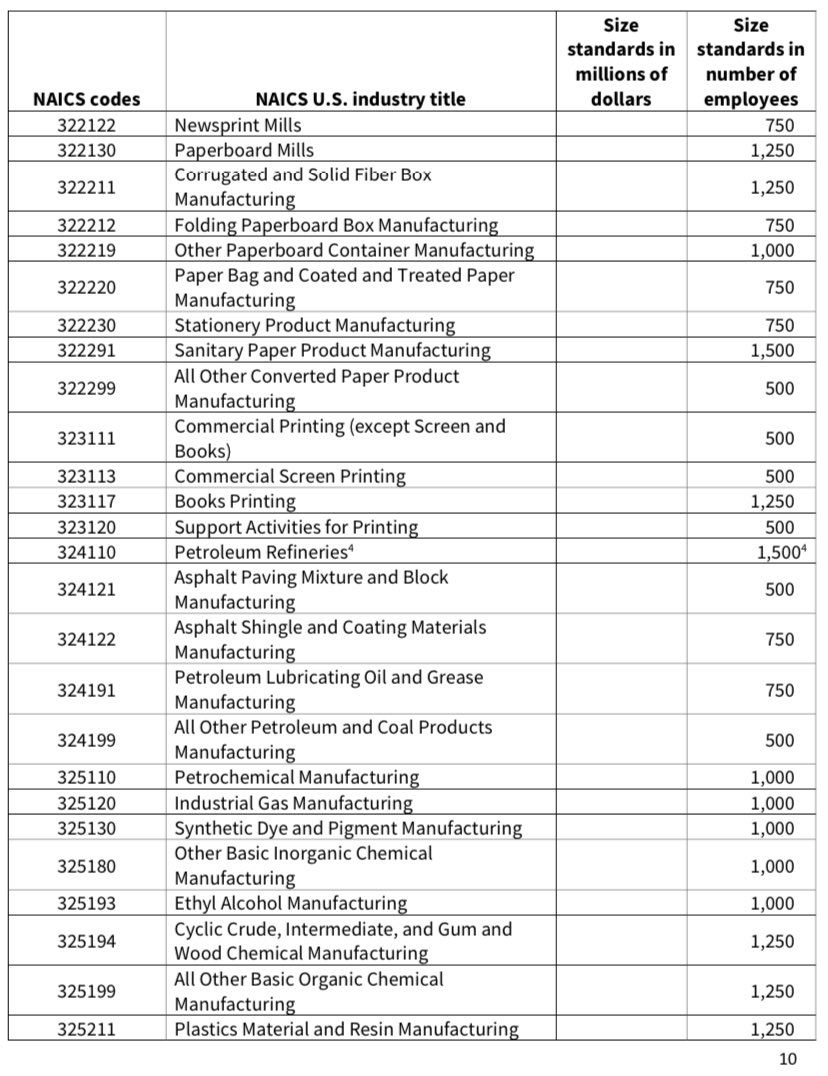 NAICS codes NAICS U.S. industry title Size standards in millions of dollars Size standards in number of employees
322122 Newsprint Mills 750
322130 Paperboard Mills 1,250
322211 Corrugated and Solid Fiber Box Manufacturing 1,250
322212 Folding Paperboard Box Manufacturing 750
322219 Other Paperboard Container Manufacturing 1,000
322220 Paper Bag and Coated and Treated Paper Manufacturing 750
322230 Stationery Product Manufacturing 750
322291 Sanitary Paper Product Manufacturing 1,500
322299 All Other Converted Paper Product Manufacturing 500
323111 Commercial Printing (except Screen and Books) 500
323113 Commercial Screen Printing 500
323117 Books Printing 1,250
323120 Support Activities for Printing 500
324110 Petroleum Refineries⁴ 1,500⁴
324121 Asphalt Paving Mixture and Block Manufacturing 500
324122 Asphalt Shingle and Coating Materials Manufacturing 750
324191 Petroleum Lubricating Oil and Grease Manufacturing 750
324199 All Other Petroleum and Coal Products Manufacturing 500
325110 Petrochemical Manufacturing 1,000
325120 Industrial Gas Manufacturing 1,000
325130 Synthetic Dye and Pigment Manufacturing 1,000
325180 Other Basic Inorganic Chemical Manufacturing 1,000
325193 Ethyl Alcohol Manufacturing 1,000
325194 Cyclic Crude, Intermediate, and Gum and Wood Chemical Manufacturing 1,250
325199 All Other Basic Organic Chemical Manufacturing 1,250
325211 Plastics Material and Resin Manufacturing 1,250
10